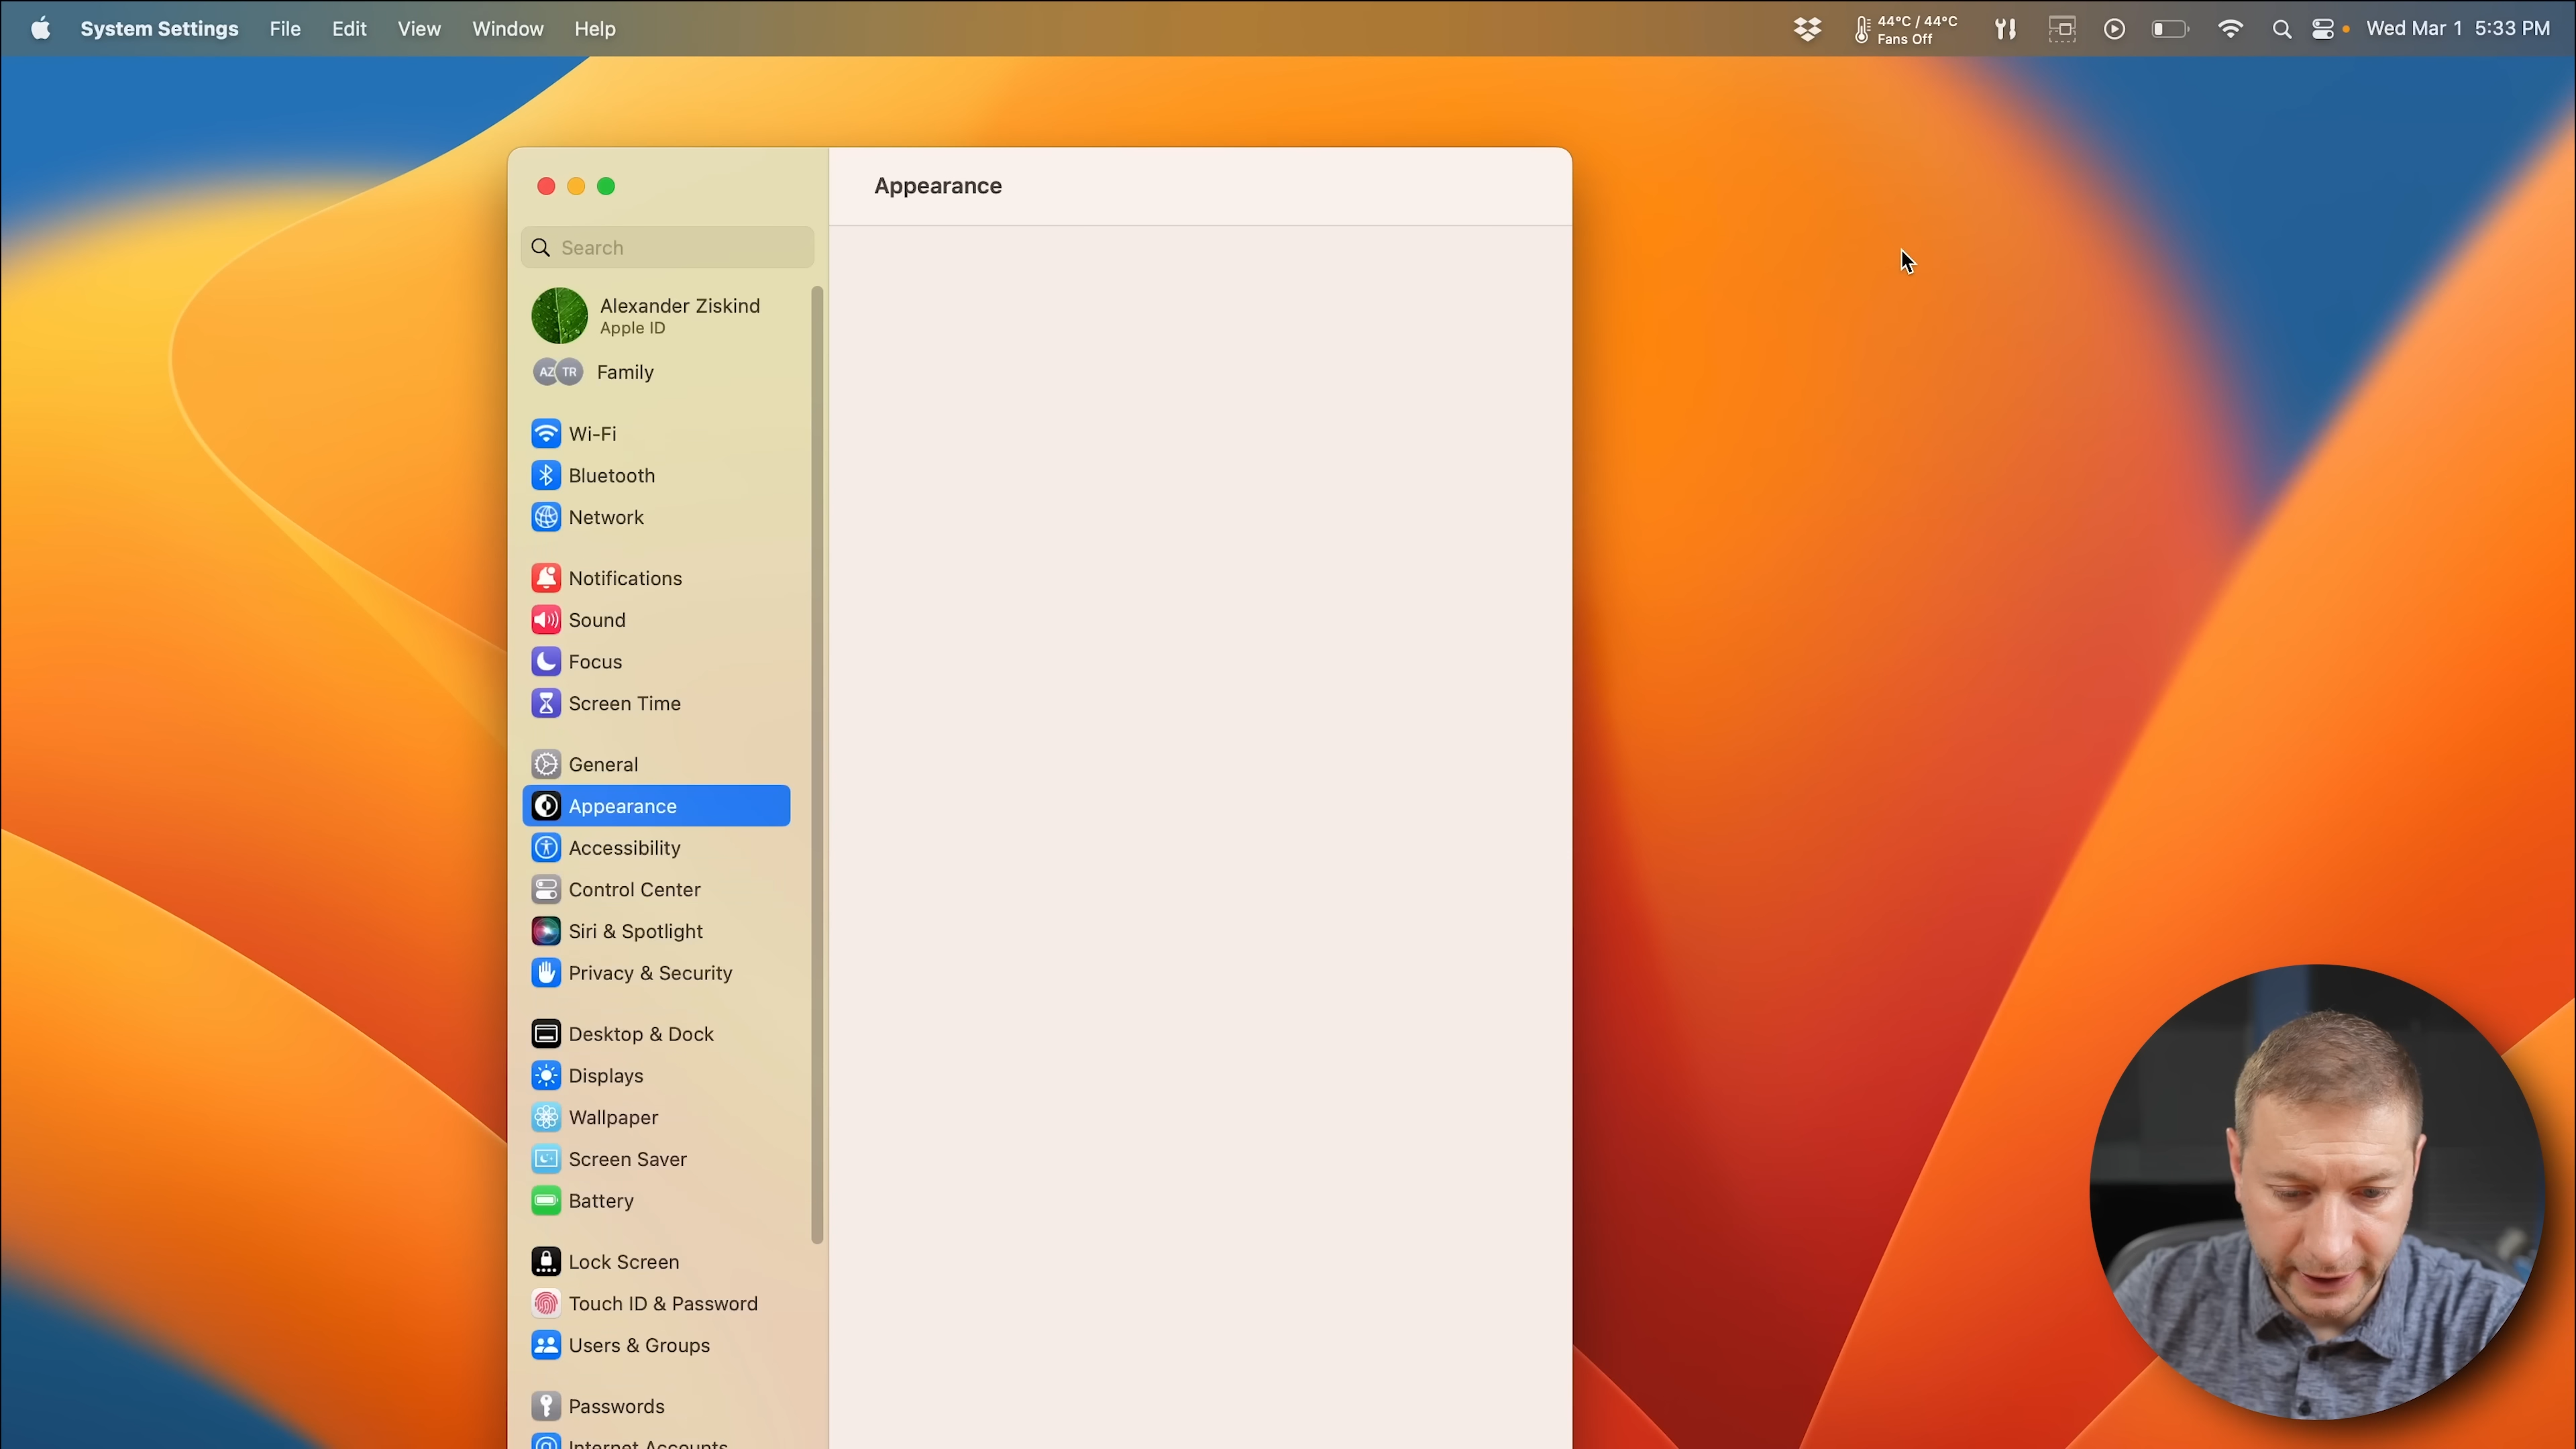 System Settings File Edit View Window Help
44°C / 44°C
Fans Off
Wed Mar 1 5:33 PM
Appearance
Search
Alexander Ziskind
Apple ID
AZ TR Family
Wi-Fi
Bluetooth
Network
Notifications
Sound
Focus
Screen Time
General
Appearance
Accessibility
Control Center
Siri & Spotlight
Privacy & Security
Desktop & Dock
Displays
Wallpaper
Screen Saver
Battery
Lock Screen
Touch ID & Password
Users & Groups
Passwords
Internet Accounts